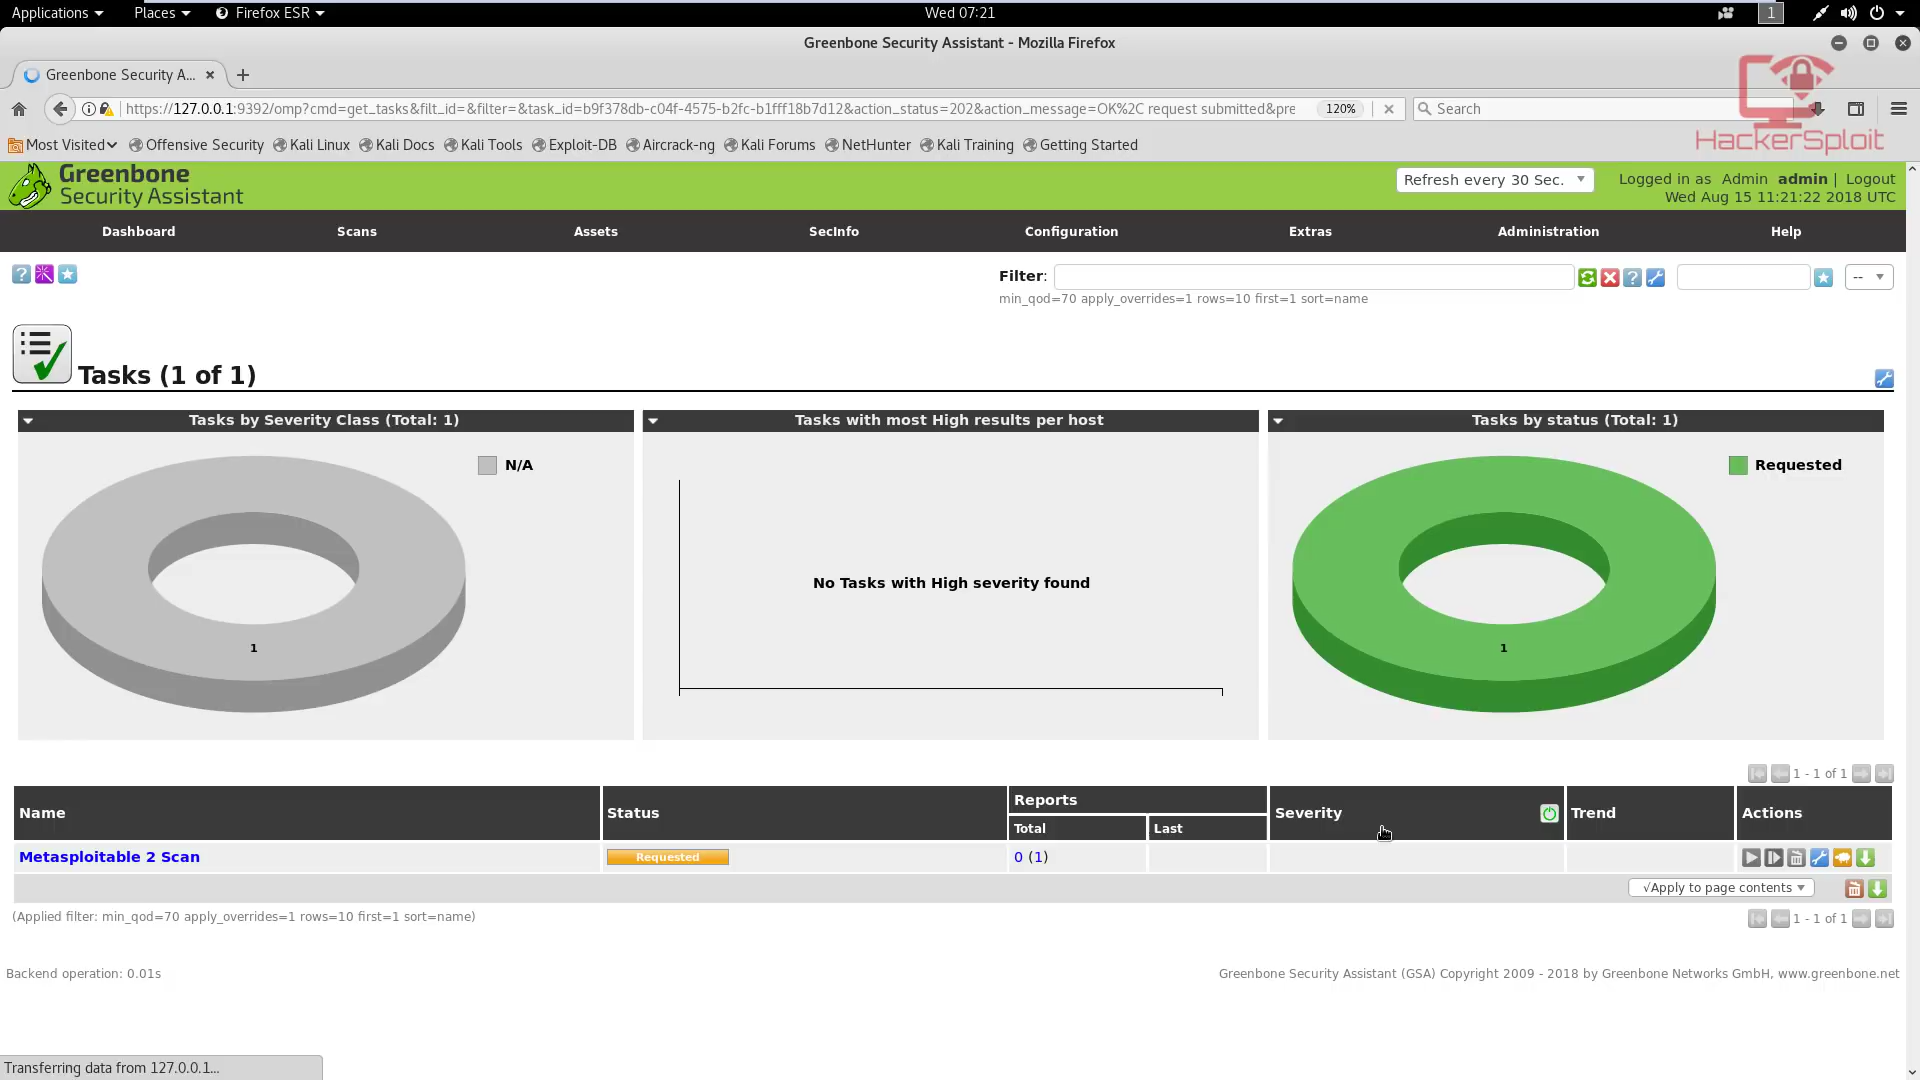 Applications Places Firefox ESR Wed 07:21 1
Greenbone Security Assistant - Mozilla Firefox
Greenbone Security A...
https://127.0.0.1:9392/omp?cmd=get_tasks&filt_id=&filter=&task_id=b9f378db-c04f-4575-b2fc-b1fff18b7d12&action_status=202&action_message=OK%2C request submitted&pre 120% Search
HackerSploit
Most Visited Offensive Security Kali Linux Kali Docs Kali Tools Exploit-DB Aircrack-ng Kali Forums NetHunter Kali Training Getting Started
Greenbone
Security Assistant
Refresh every 30 Sec. Logged in as Admin admin | Logout
Wed Aug 15 11:21:22 2018 UTC
Dashboard Scans Assets SecInfo Configuration Extras Administration Help
Filter: --
min_qod=70 apply_overrides=1 rows=10 first=1 sort=name
Tasks (1 of 1)
Tasks by Severity Class (Total: 1) Tasks with most High results per host Tasks by status (Total: 1)
N/A Requested
No Tasks with High severity found
1 1
1 - 1 of 1
Name Status Reports Severity Trend Actions
Total Last
Metasploitable 2 Scan Requested 0 (1)
√Apply to page contents
(Applied filter: min_qod=70 apply_overrides=1 rows=10 first=1 sort=name) 1 - 1 of 1
Backend operation: 0.01s Greenbone Security Assistant (GSA) Copyright 2009 - 2018 by Greenbone Networks GmbH, www.greenbone.net
Transferring data from 127.0.0.1...